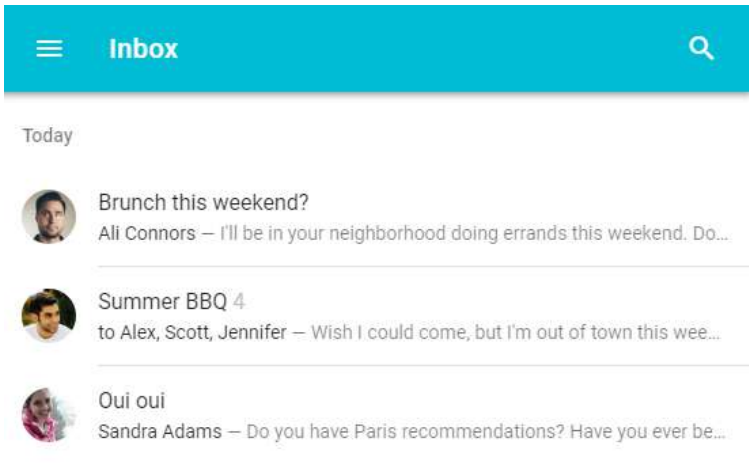 Inbox
Today
Brunch this weekend?
Ali Connors — I'll be in your neighborhood doing errands this weekend. Do...
Summer BBQ 4
to Alex, Scott, Jennifer — Wish I could come, but I'm out of town this wee...
Oui oui
Sandra Adams — Do you have Paris recommendations? Have you ever be...